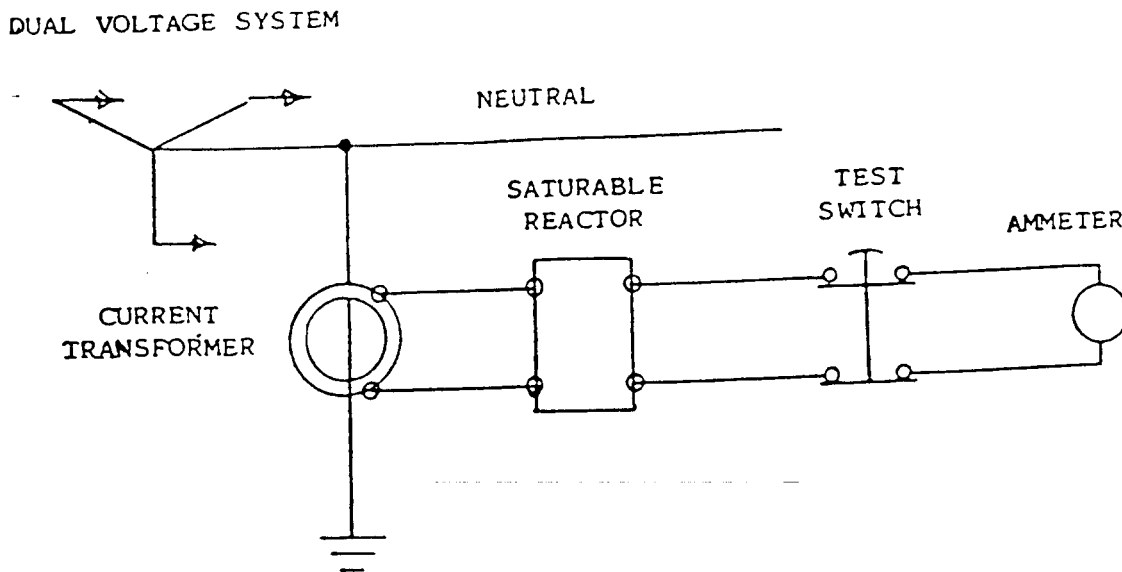 DUAL VOLTAGE SYSTEM
NEUTRAL
SATURABLE
REACTOR
TEST
SWITCH
AMMETER
CURRENT
TRANSFORMER